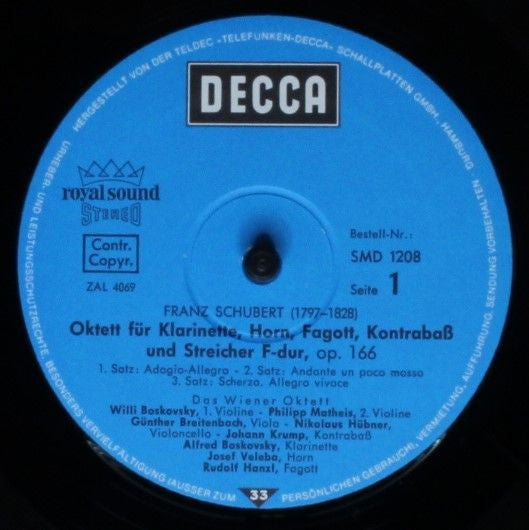 HERGESTELLT VON DER TELDEC »TELEFUNKEN-DECCA« SCHALLPLATTEN GMBH., HAMBURG
URHEBER- UND LEISTUNGSSCHUTZRECHTE, BESONDERS VERVIELFÄLTIGUNG (AUSSER ZUM PERSÖNLICHEN GEBRAUCH), VERMIETUNG, AUFFÜHRUNG, SENDUNG VORBEHALTEN
DECCA
royal sound
STEREO
Contr.
Copyr.
ZAL 4069
Bestell-Nr.:
SMD 1208
Seite 1
FRANZ SCHUBERT (1797-1828)
Oktett für Klarinette, Horn, Fagott, Kontrabaß
und Streicher F-dur, op. 166
1. Satz: Adagio-Allegro - 2. Satz: Andante un poco mosso
3. Satz: Scherzo. Allegro vivace
Das Wiener Oktett
Willi Boskovsky, 1. Violine - Philipp Matheis, 2. Violine
Günther Breitenbach, Viola - Nikolaus Hübner,
Violoncello - Johann Krump, Kontrabaß
Alfred Boskovsky, Klarinette
Josef Veleba, Horn
Rudolf Hanzl, Fagott
33